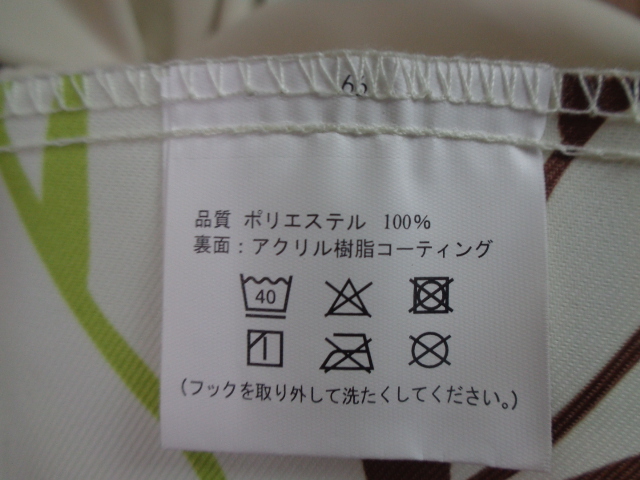 品質 ポリエステル 100%
裏面：アクリル樹脂コーティング
40
(フックを取り外して洗たくしてください。)